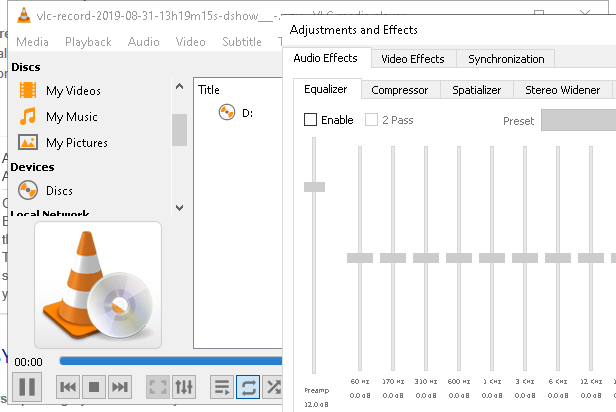 vlc-record-2019-08-31-13h19m15s-dshow__-.
Adjustments and Effects
Media Playback Audio Video Subtitle T
Audio Effects Video Effects Synchronization
Discs
My Videos
My Music
My Pictures
Devices
Discs
Local Network
Title
D:
Equalizer Compressor Spatializer Stereo Widener
Enable 2 Pass Preset
00:00
Preamp
12.0 dB
60 Hz 170 Hz 310 Hz 600 Hz 1 KHz 3 KHz 6 KHz 12 KHz 1
0.0 dB 0.0 dB 0.0 dB 0.0 dB 0.0 dB 0.0 dB 0.0 dB 0.0 dB 0